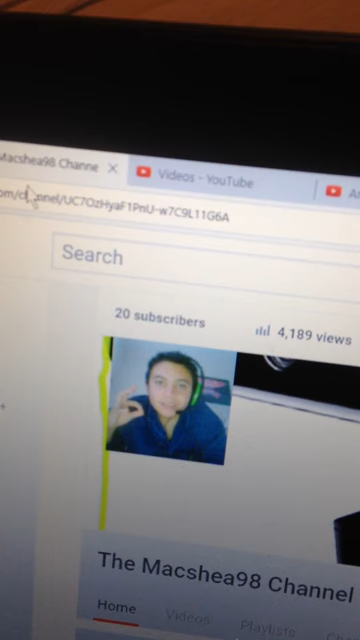 Macshea98 Channe
Videos - YouTube
om/channel/UC7OzHyaF1PnU-w7C9L11G6A
Search
20 subscribers
4,189 views
The Macshea98 Channel
Home
Videos
Playlists